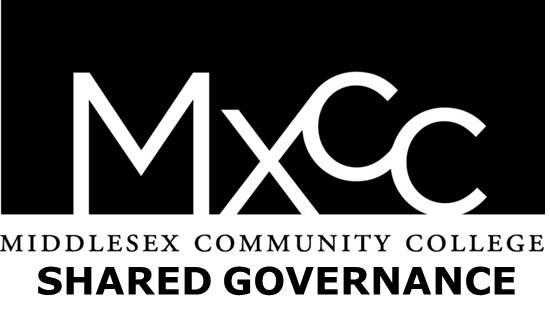 MxCC
MIDDLESEX COMMUNITY COLLEGE
SHARED GOVERNANCE